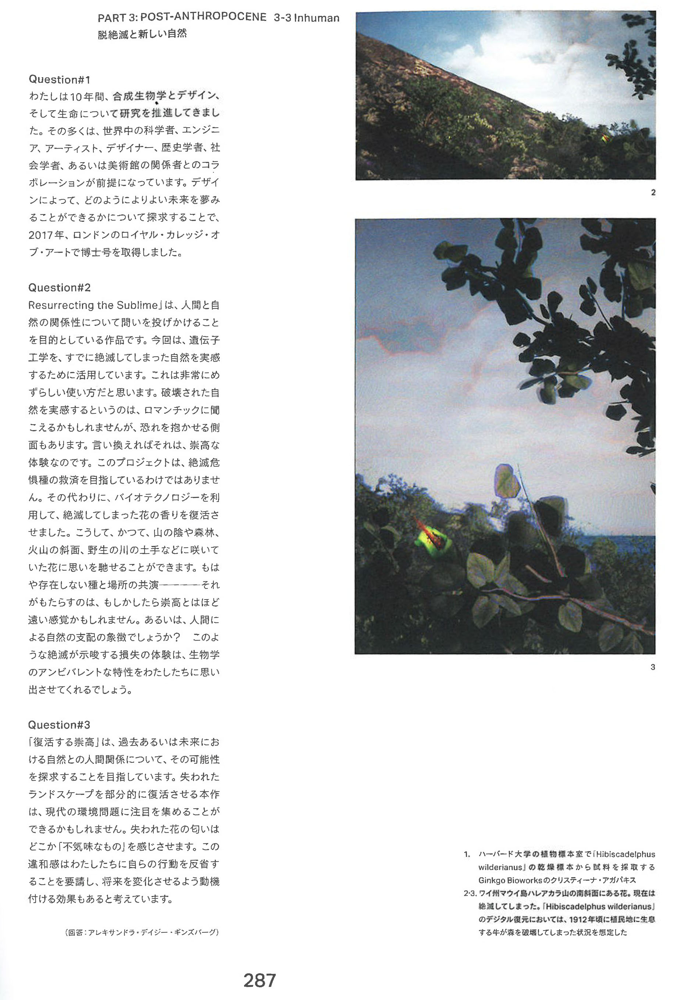 PART 3: POST-ANTHROPOCENE 3-3 Inhuman
脱絶滅と新しい自然
Question#1
わたしは10年間、合成生物学とデザイン、
そして生命について研究を推進してきまし
た。その多くは、世界中の科学者、エンジニ
ア、アーティスト、デザイナー、歴史学者、社
会学者、あるいは美術館の関係者とのコラ
ボレーションが前提になっています。デザイ
ンによって、どのようによりよい未来を夢み
ることができるかについて探求することで、
2017年、ロンドンのロイヤル・カレッジ・オ
ブ・アートで博士号を取得しました。
Question#2
Resurrecting the Sublime」は、人間と自
然の関係性について問いを投げかけること
を目的としている作品です。今回は、遺伝子
工学を、すでに絶滅してしまった自然を実感
するために活用しています。これは非常にめ
ずらしい使い方だと思います。破壊された自
然を実感するというのは、ロマンチックに聞
こえるかもしれませんが、恐れを抱かせる側
面もあります。言い換えればそれは、崇高な
体験なのです。このプロジェクトは、絶滅危
惧種の救済を目指しているわけではありませ
ん。その代わりに、バイオテクノロジーを利
用して、絶滅してしまった花の香りを復活さ
せました。こうして、かつて、山の陰や森林、
火山の斜面、野生の川の土手などに咲いて
いた花に思いを馳せることができます。もは
や存在しない種と場所の共演————それ
がもたらすのは、もしかしたら崇高とはほど
遠い感覚かもしれません。あるいは、人間に
よる自然の支配の象徴でしょうか？　このよ
うな絶滅が示唆する損失の体験は、生物学
のアンビバレントな特性をわたしたちに思い
出させてくれるでしょう。
Question#3
「復活する崇高」は、過去あるいは未来にお
ける自然との人間関係について、その可能性
を探求することを目指しています。失われた
ランドスケープを部分的に復活させる本作
は、現代の環境問題に注目を集めることが
できるかもしれません。失われた花の匂いは
どこか「不気味なもの」を感じさせます。この
違和感はわたしたちに自らの行動を反省す
ることを要請し、将来を変化させるよう動機
付ける効果もあると考えています。
（回答：アレキサンドラ・デイジー・ギンズバーグ）
2
3
1. ハーバード大学の植物標本室で「Hibiscadelphus
wilderianus」の乾燥標本から試料を採取する
Ginkgo Bioworksのクリスティーナ・アガパキス
2・3. ワイ州マウイ島ハレアカラ山の南斜面にある花。現在は
絶滅してしまった。「Hibiscadelphus wilderianus」
のデジタル復元においては、1912年頃に植民地に生息
する牛が森を破壊してしまった状況を想定した
287